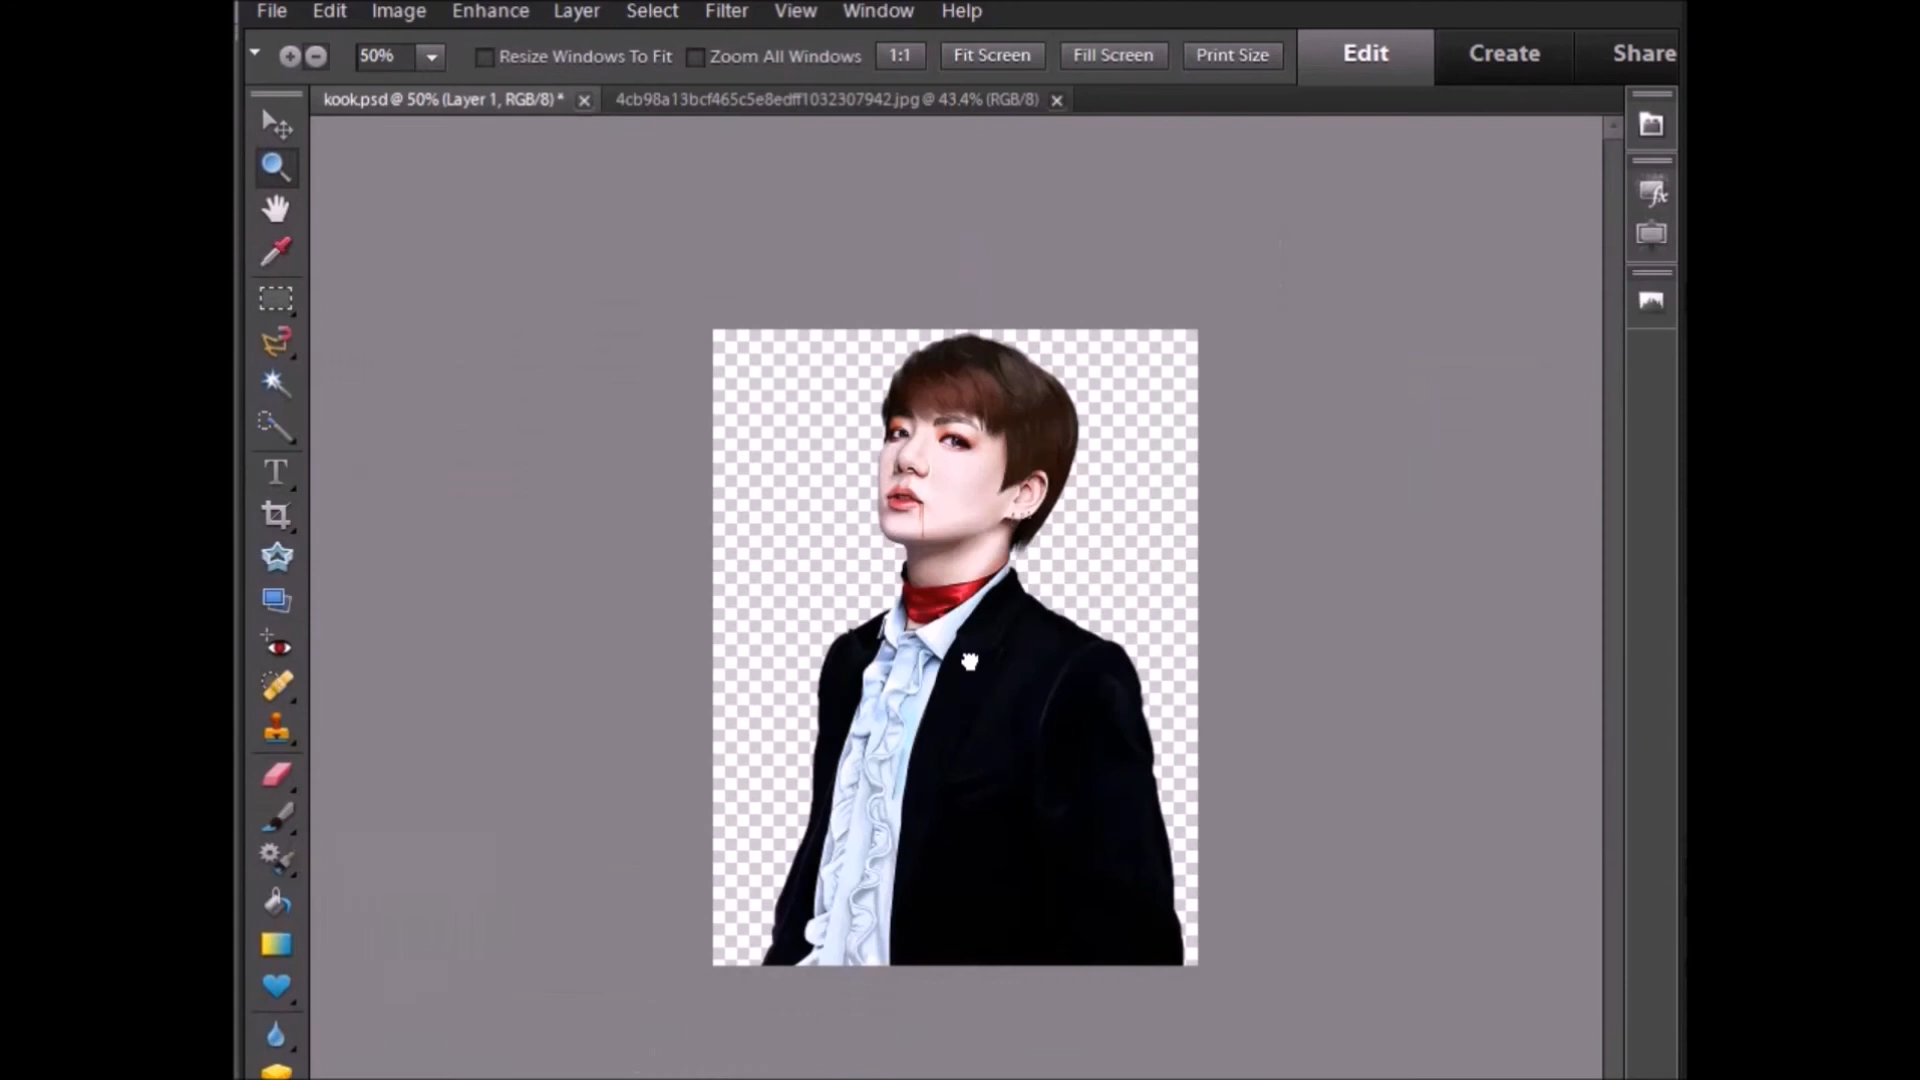 File Edit Image Enhance Layer Select Filter View Window Help
50% Resize Windows To Fit Zoom All Windows 1:1 Fit Screen Fill Screen Print Size Edit Create Share
kook.psd @ 50% (Layer 1, RGB/8) * 4cb98a13bcf465c5e8edff1032307942.jpg @ 43.4% (RGB/8)
T
fx